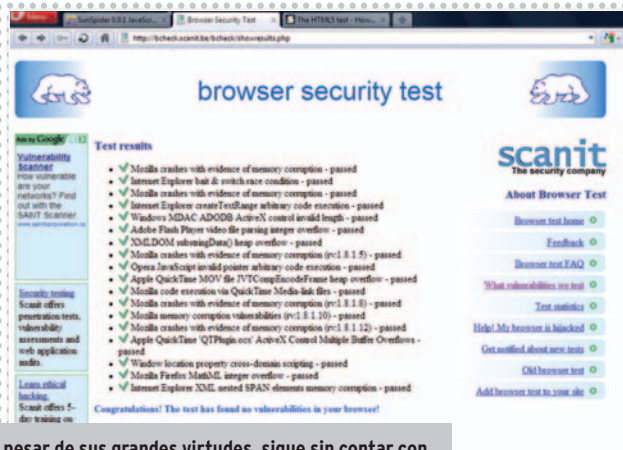 Opera
SunSpider 0.9.1 JavaScr...
Browser Security Test
The HTML5 test - How...
http://bcheck.scanit.be/bcheck/showresults.php
browser security test
Ads by Google
Vulnerability
Scanner
How vulnerable
are your
networks? Find
out with the
SAINT Scanner.
www.saintcorporation.co
Security testing
Scanit offers
penetration tests,
vulnerability
assessments and
web application
audits.
Learn ethical
hacking.
Scanit offers 5-
day training on
Test results
Mozilla crashes with evidence of memory corruption - passed
Internet Explorer bait & switch race condition - passed
Mozilla crashes with evidence of memory corruption - passed
Internet Explorer createTextRange arbitrary code execution - passed
Windows MDAC ADODB ActiveX control invalid length - passed
Adobe Flash Player video file parsing integer overflow - passed
XMLDOM substringData() heap overflow - passed
Mozilla crashes with evidence of memory corruption (rv:1.8.1.5) - passed
Opera JavaScript invalid pointer arbitrary code execution - passed
Apple QuickTime MOV file JVTCompEncodeFrame heap overflow - passed
Mozilla code execution via QuickTime Media-link files - passed
Mozilla crashes with evidence of memory corruption (rv:1.8.1.8) - passed
Mozilla memory corruption vulnerabilities (rv:1.8.1.10) - passed
Mozilla crashes with evidence of memory corruption (rv:1.8.1.12) - passed
Apple QuickTime 'QTPlugin.ocx' ActiveX Control Multiple Buffer Overflows -
passed
Window location property cross-domain scripting - passed
Mozilla Firefox MathML integer overflow - passed
Internet Explorer XML nested SPAN elements memory corruption - passed
Congratulations! The test has found no vulnerabilities in your browser!
scanit
The security company
About Browser Test
Browser test home
Feedback
Browser test FAQ
What vulnerabilities we test
Test statistics
Help! My browser is hijacked
Get notified about new tests
Old browser test
Add browser test to your site
pesar de sus grandes virtudes, sigue sin contar con